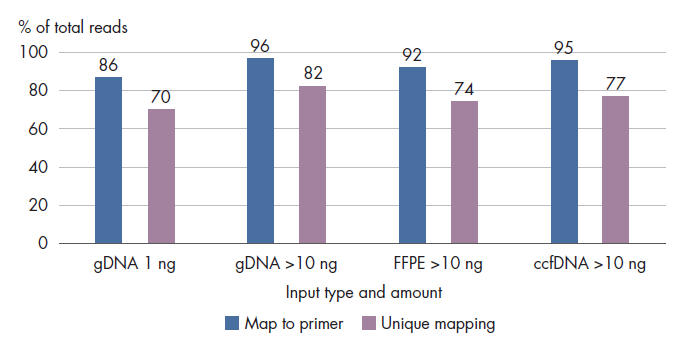 % of total reads
100
80
60
40
20
0
86
70
96
82
92
74
95
77
gDNA 1 ng
gDNA >10 ng
FFPE >10 ng
ccfDNA >10 ng
Input type and amount
Map to primer
Unique mapping